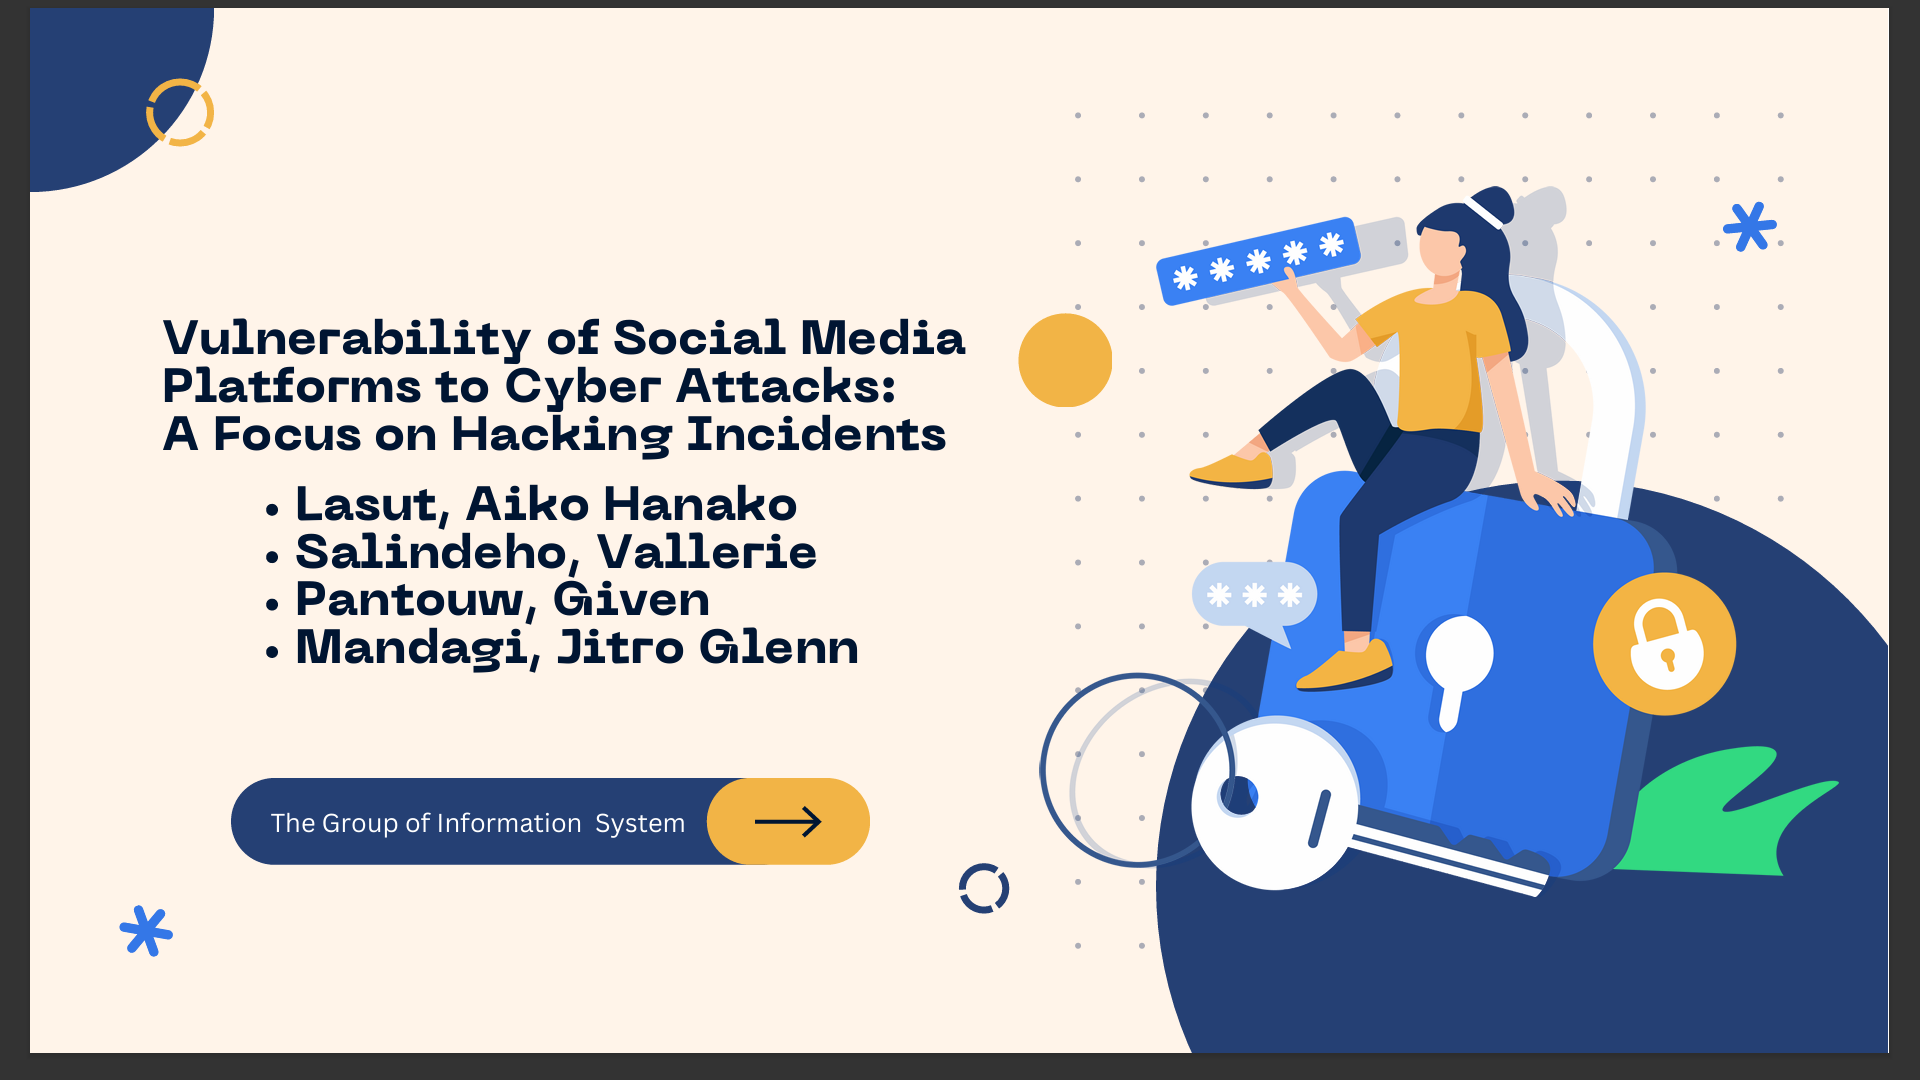 Vulnerability of Social Media
Platforms to Cyber Attacks:
A Focus on Hacking Incidents
• Lasut, Aiko Hanako
• Salindeho, Vallerie
• Pantouw, Given
• Mandagi, Jitro Glenn
The Group of Information  System